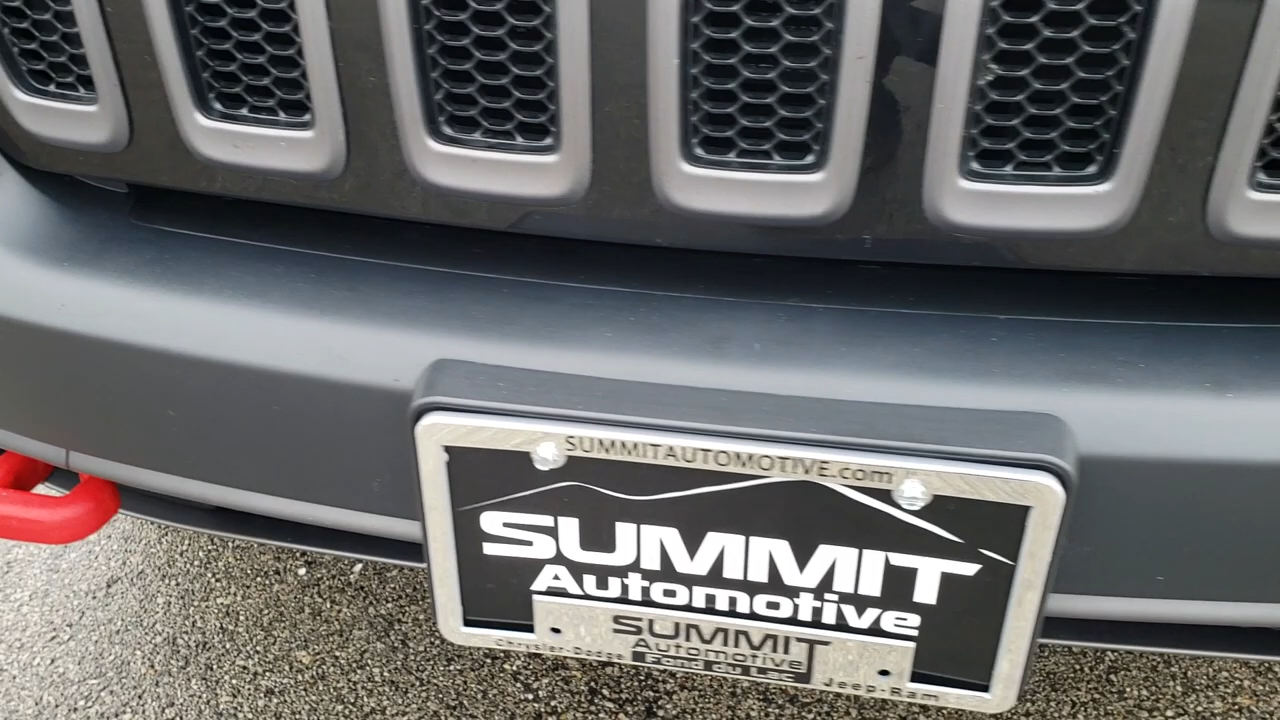 SUMMITAUTOMOTIVE.com
SUMMIT
Automotive
SUMMIT
Automotive
Chrysler-Dodge Fond du Lac Jeep-Ram